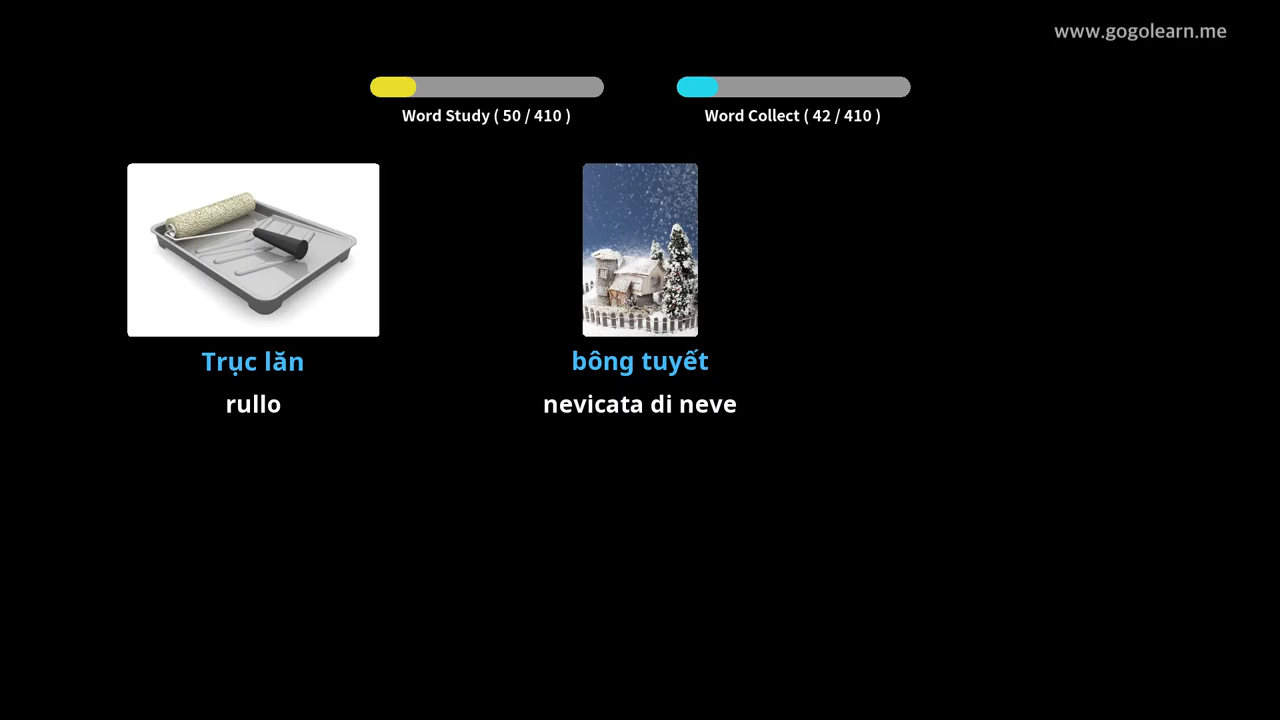 www.gogolearn.me
Word Study ( 50 / 410 )
Word Collect ( 42 / 410 )
Trục lăn
rullo
bông tuyết
nevicata di neve